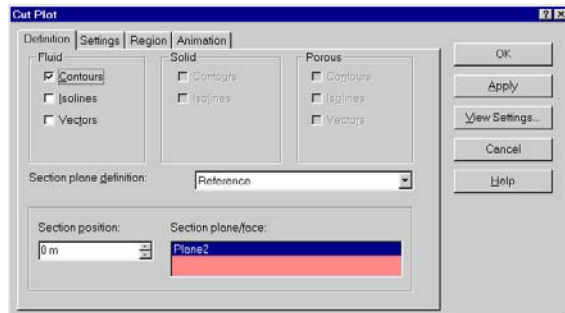 Cut Plot
Definition Settings Region Animation
Fluid
Contours
Isolines
Vectors
Solid
Contours
Isolines
Porous
Contours
Isolines
Vectors
Section plane definition:
Reference
Section position:
0 m
Section plane/face:
Plane2
OK
Apply
View Settings...
Cancel
Help